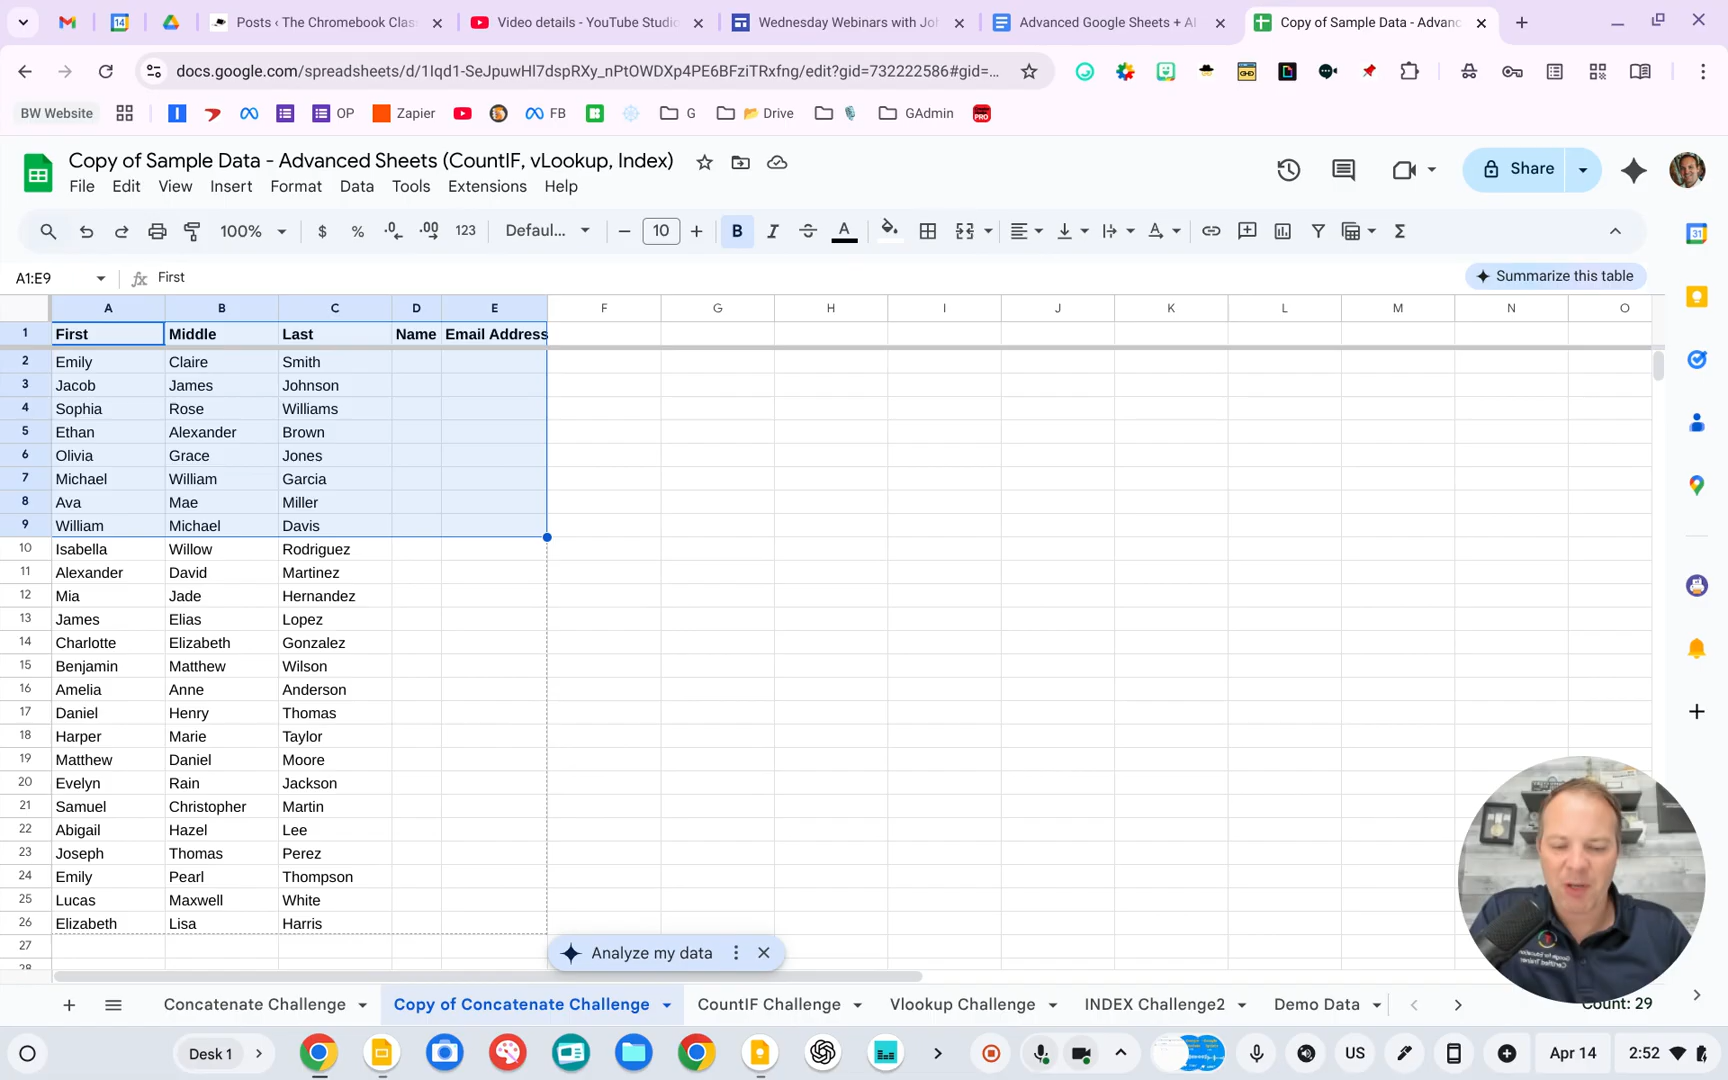 Posts ‹ The Chromebook Clas
Video details - YouTube Studio
Wednesday Webinars with Joh
Advanced Google Sheets + AI
Copy of Sample Data - Advanc
docs.google.com/spreadsheets/d/1Iqd1-SeJpuwHl7dspRXy_nPtOWDXp4PE6BFziTRxfng/edit?gid=732222586#gid=...
BW Website
OP
Zapier
FB
G
Drive
GAdmin
Copy of Sample Data - Advanced Sheets (CountIF, vLookup, Index)
File Edit View Insert Format Data Tools Extensions Help
Share
100% $ % .0 .00 123 Defaul... 10 B I A
A1:E9 fx First
Summarize this table
A B C D E F G H I J K L M N O
1 First Middle Last Name Email Address
2 Emily Claire Smith
3 Jacob James Johnson
4 Sophia Rose Williams
5 Ethan Alexander Brown
6 Olivia Grace Jones
7 Michael William Garcia
8 Ava Mae Miller
9 William Michael Davis
10 Isabella Willow Rodriguez
11 Alexander David Martinez
12 Mia Jade Hernandez
13 James Elias Lopez
14 Charlotte Elizabeth Gonzalez
15 Benjamin Matthew Wilson
16 Amelia Anne Anderson
17 Daniel Henry Thomas
18 Harper Marie Taylor
19 Matthew Daniel Moore
20 Evelyn Rain Jackson
21 Samuel Christopher Martin
22 Abigail Hazel Lee
23 Joseph Thomas Perez
24 Emily Pearl Thompson
25 Lucas Maxwell White
26 Elizabeth Lisa Harris
27
28
Analyze my data
Concatenate Challenge
Copy of Concatenate Challenge
CountIF Challenge
Vlookup Challenge
INDEX Challenge2
Demo Data
Count: 29
Desk 1
US
Apr 14
2:52